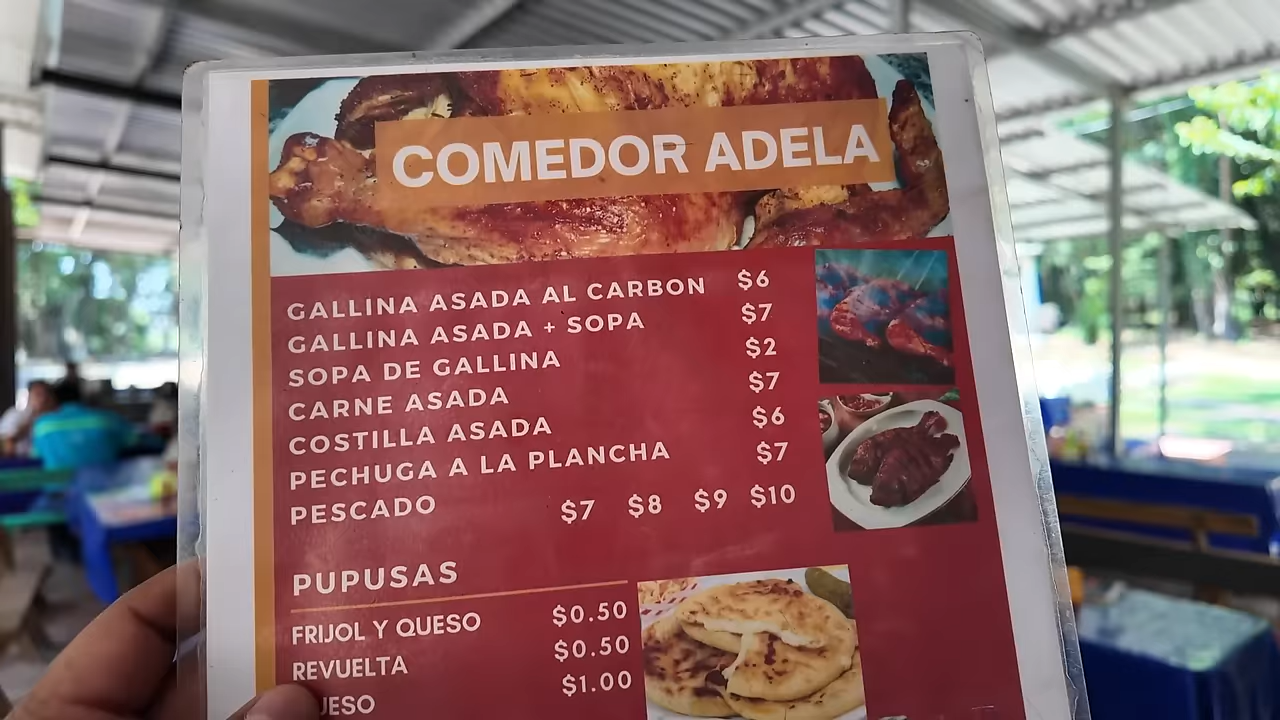 COMEDOR ADELA
GALLINA ASADA AL CARBON $6
GALLINA ASADA + SOPA $7
SOPA DE GALLINA $2
CARNE ASADA $7
COSTILLA ASADA $6
PECHUGA A LA PLANCHA $7
PESCADO $7 $8 $9 $10
PUPUSAS
FRIJOL Y QUESO $0.50
REVUELTA $0.50
UESO $1.00